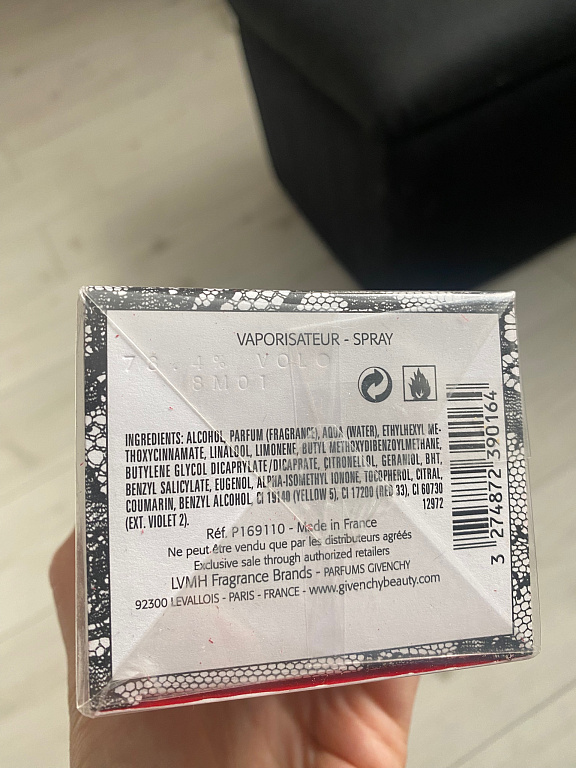 VAPORISATEUR - SPRAY
% VOL
8M01
INGREDIENTS: ALCOHOL, PARFUM (FRAGRANCE), AQUA (WATER), ETHYLHEXYL ME-
THOXYCINNAMATE, LINALOOL, LIMONENE, BUTYL METHOXYDIBENZOYLMETHANE,
BUTYLENE GLYCOL DICAPRYLATE/DICAPRATE, CITRONELLOL, GERANIOL, BHT,
BENZYL SALICYLATE, EUGENOL, ALPHA-ISOMETHYL IONONE, TOCOPHEROL, CITRAL,
COUMARIN, BENZYL ALCOHOL, CI 19140 (YELLOW 5), CI 17200 (RED 33), CI 60730
(EXT. VIOLET 2).
12972
Réf. P169110 - Made in France
Ne peut être vendu que par les distributeurs agréés
Exclusive sale through authorized retailers
LVMH Fragrance Brands - PARFUMS GIVENCHY
92300 LEVALLOIS - PARIS - FRANCE - www.givenchybeauty.com
3 274872 390164